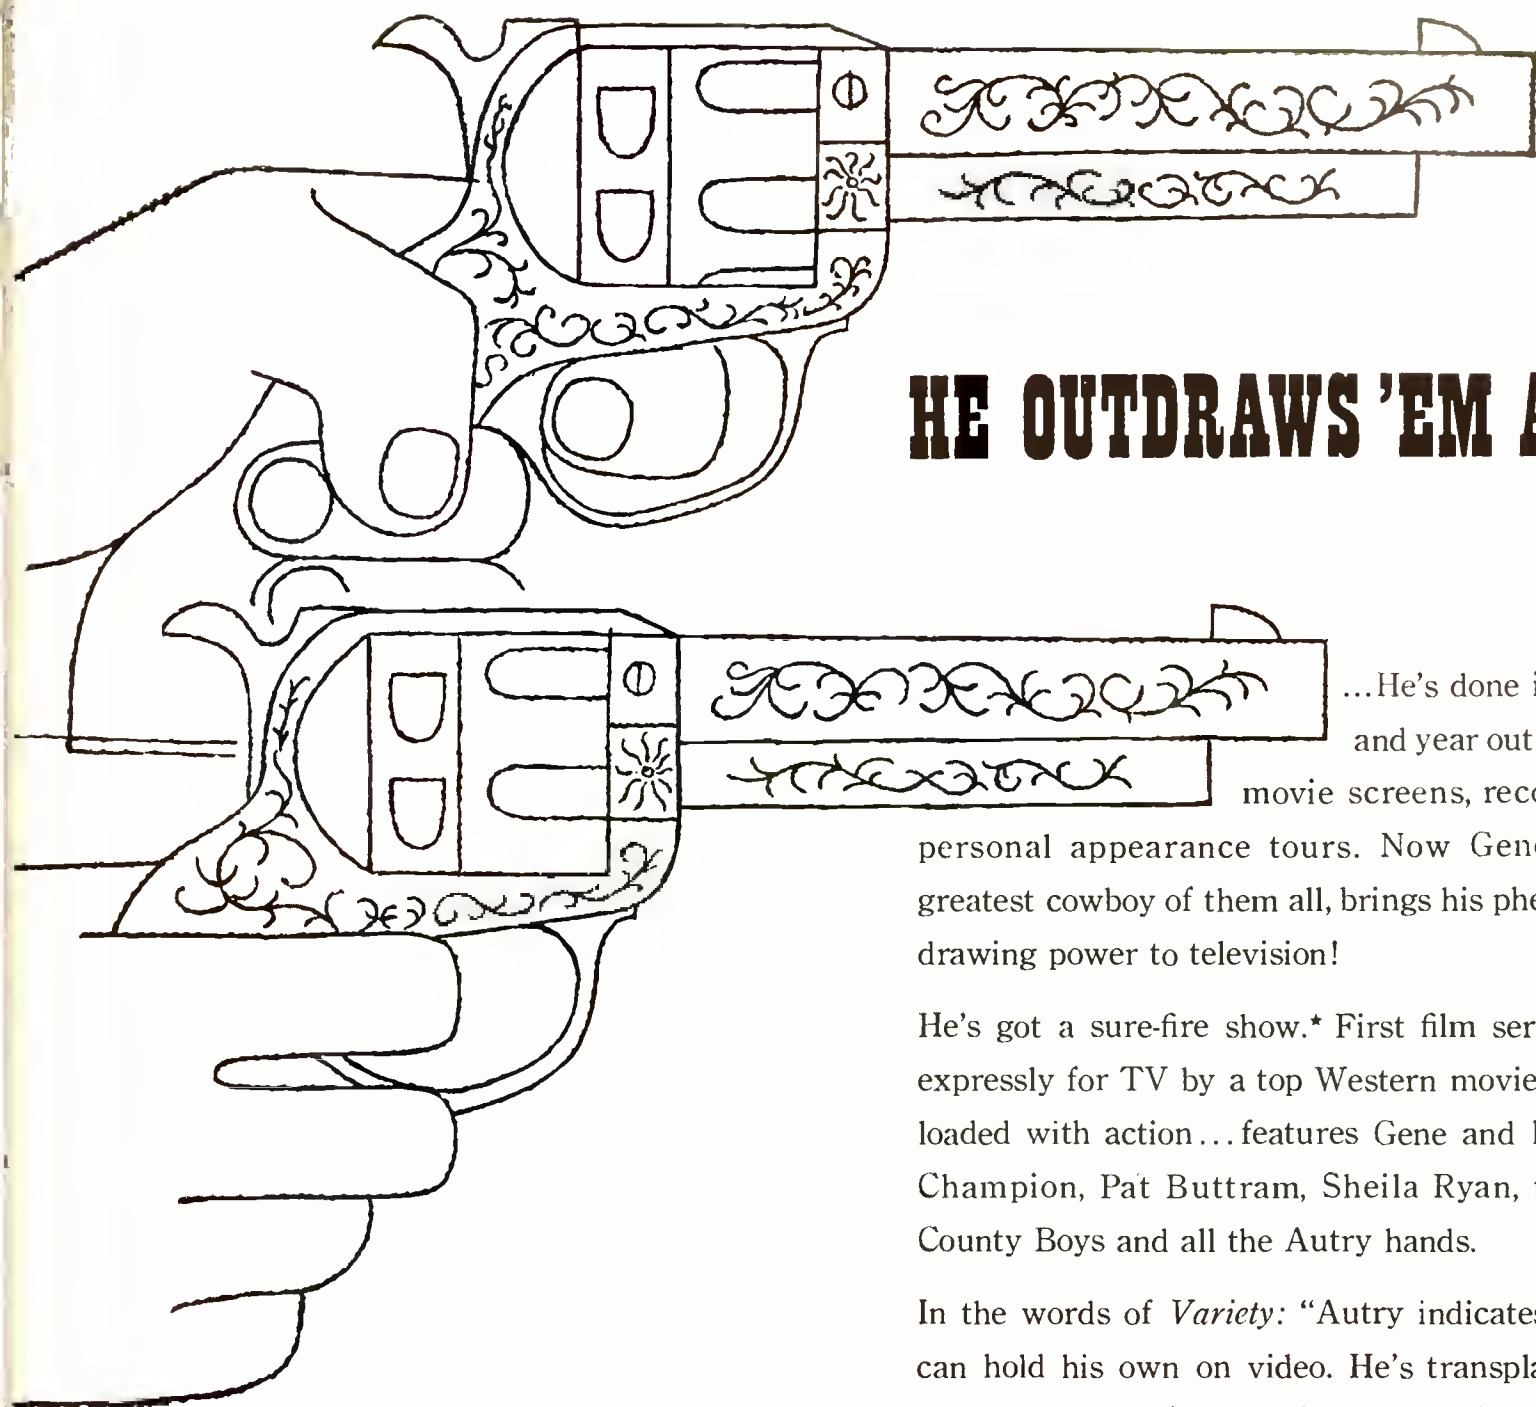 HE OUTDRAWS ’EM
...He’s done
and year out
movie screens,
personal appearance tours. Now
greatest cowboy of them all, brings his
drawing power to television!
He’s got a sure-fire show.* First film
expressly for TV by a top Western movie
loaded with action...features Gene and
Champion, Pat Buttram, Sheila Ryan,
County Boys and all the Autry hands.
In the words of Variety: “Autry
can hold his own on video. He’s